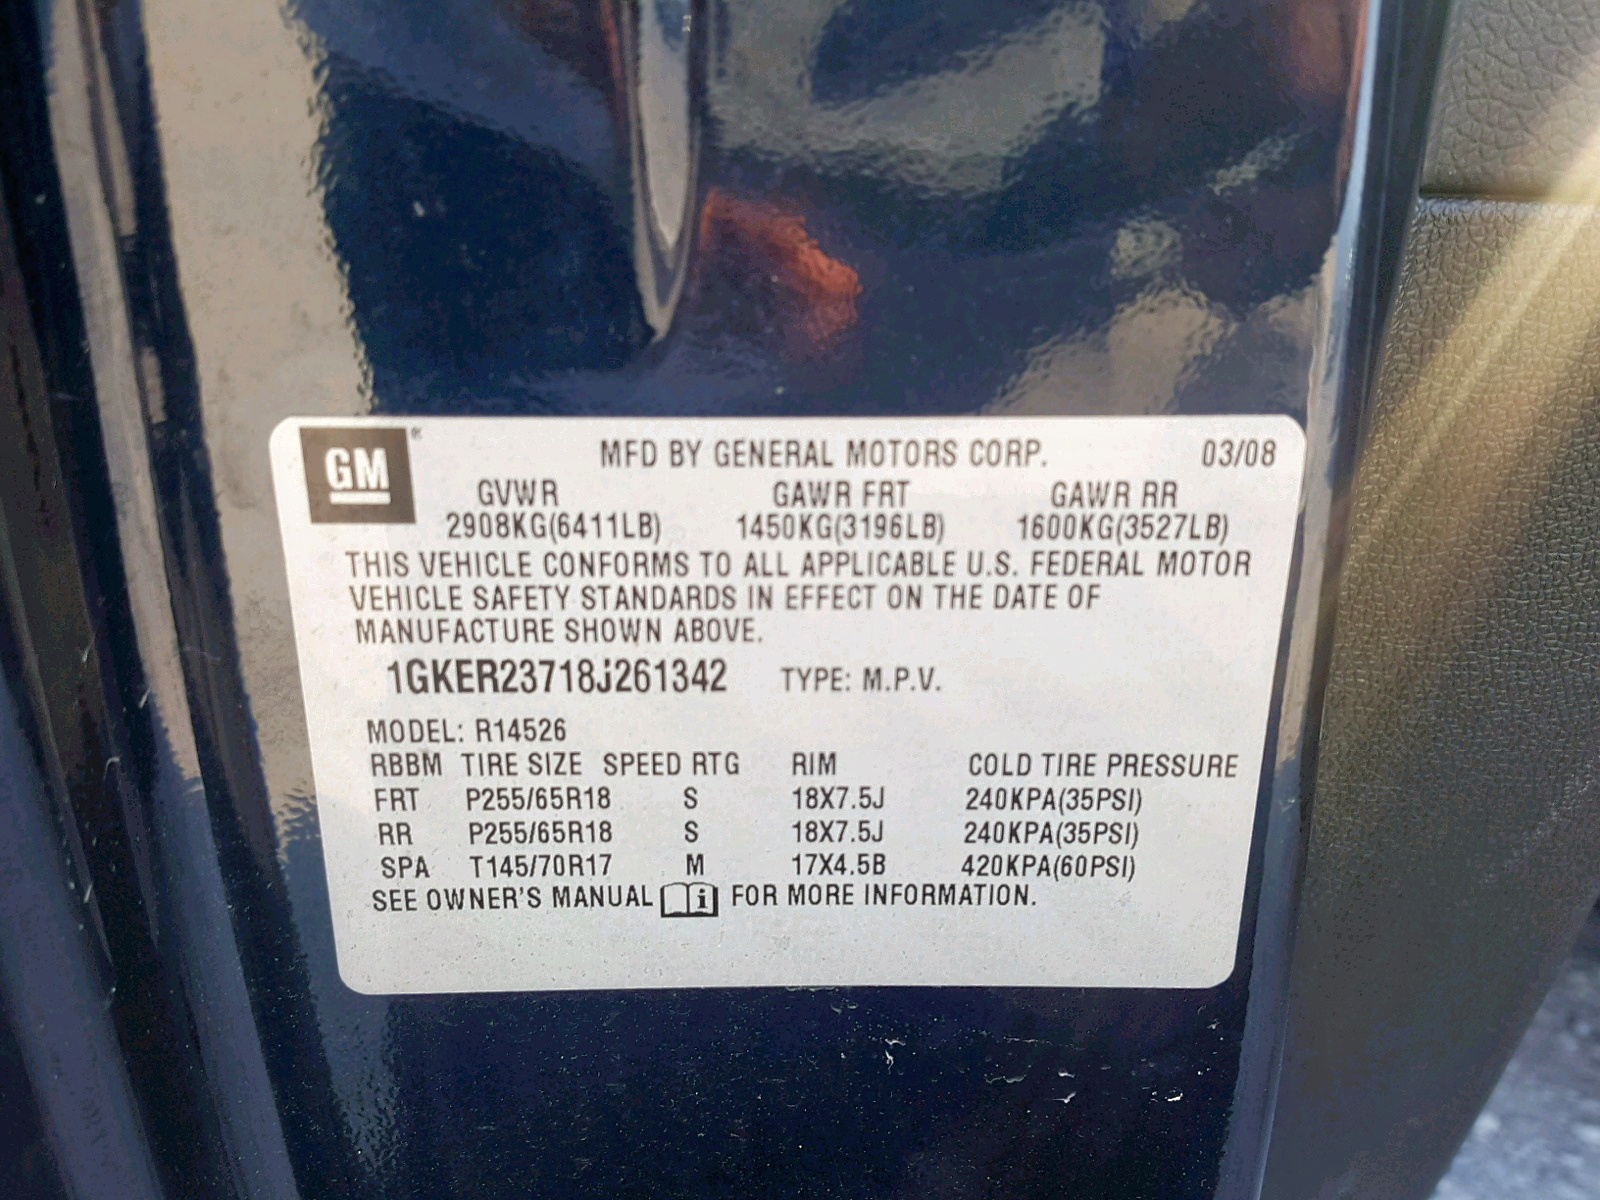 GM
MFD BY GENERAL MOTORS CORP. 03/08
GVWR GAWR FRT GAWR RR
2908KG(6411LB) 1450KG(3196LB) 1600KG(3527LB)
THIS VEHICLE CONFORMS TO ALL APPLICABLE U.S. FEDERAL MOTOR
VEHICLE SAFETY STANDARDS IN EFFECT ON THE DATE OF
MANUFACTURE SHOWN ABOVE.
1GKER23718J261342 TYPE: M.P.V.
MODEL: R14526
RBBM TIRE SIZE SPEED RTG RIM COLD TIRE PRESSURE
FRT P255/65R18 S 18X7.5J 240KPA(35PSI)
RR P255/65R18 S 18X7.5J 240KPA(35PSI)
SPA T145/70R17 M 17X4.5B 420KPA(60PSI)
SEE OWNER'S MANUAL i FOR MORE INFORMATION.